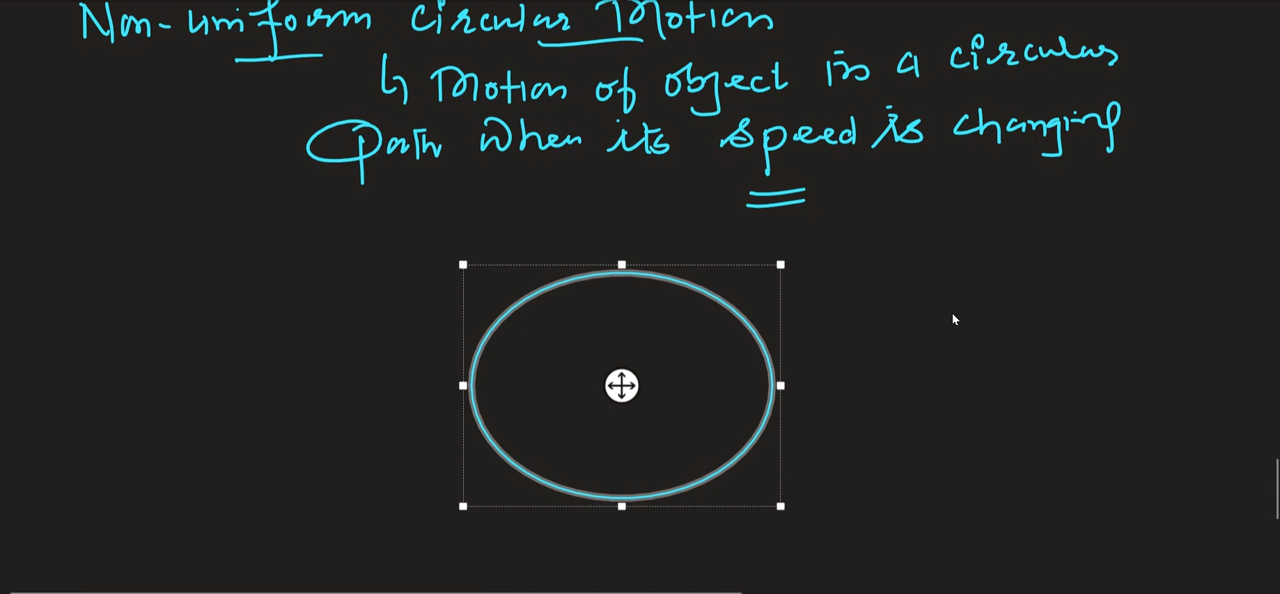 Non-uniform Circular Motion
↳ Motion of object in a circular
path when its speed is changing